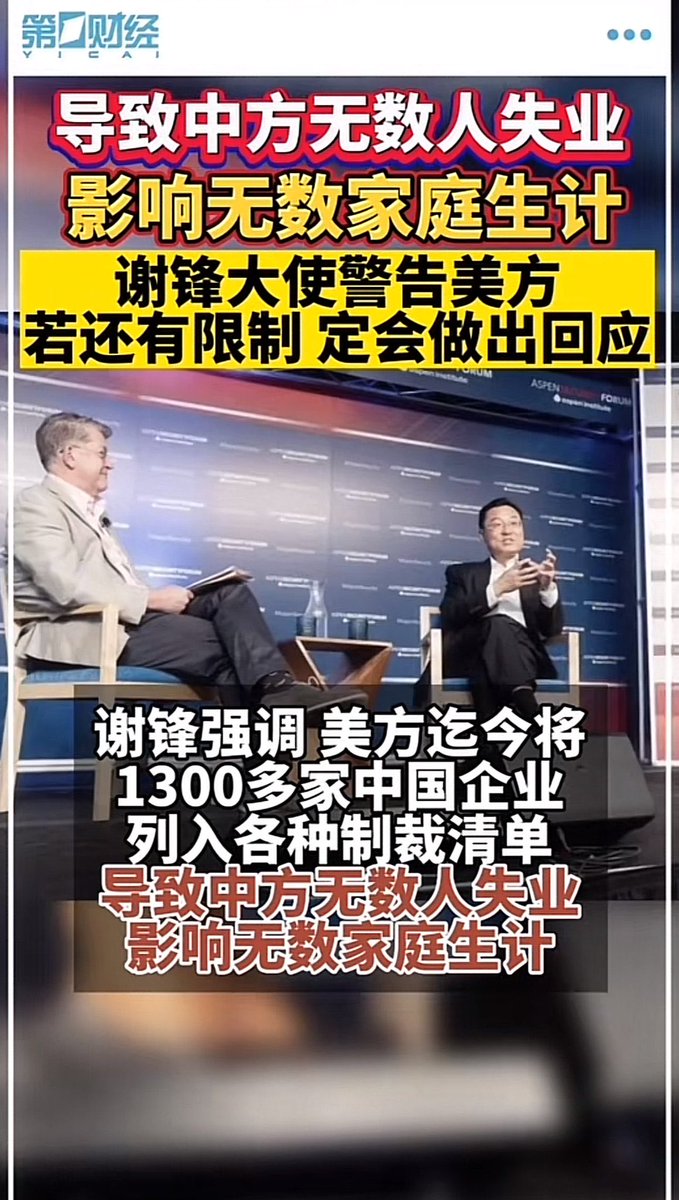 第一财经
YICAI
导致中方无数人失业
影响无数家庭生计
谢锋大使警告美方
若还有限制 定会做出回应
FORUM
aspen institute
ASPEN SECURITY FORUM
aspen institute
谢锋强调 美方迄今将
1300多家中国企业
列入各种制裁清单
导致中方无数人失业
影响无数家庭生计